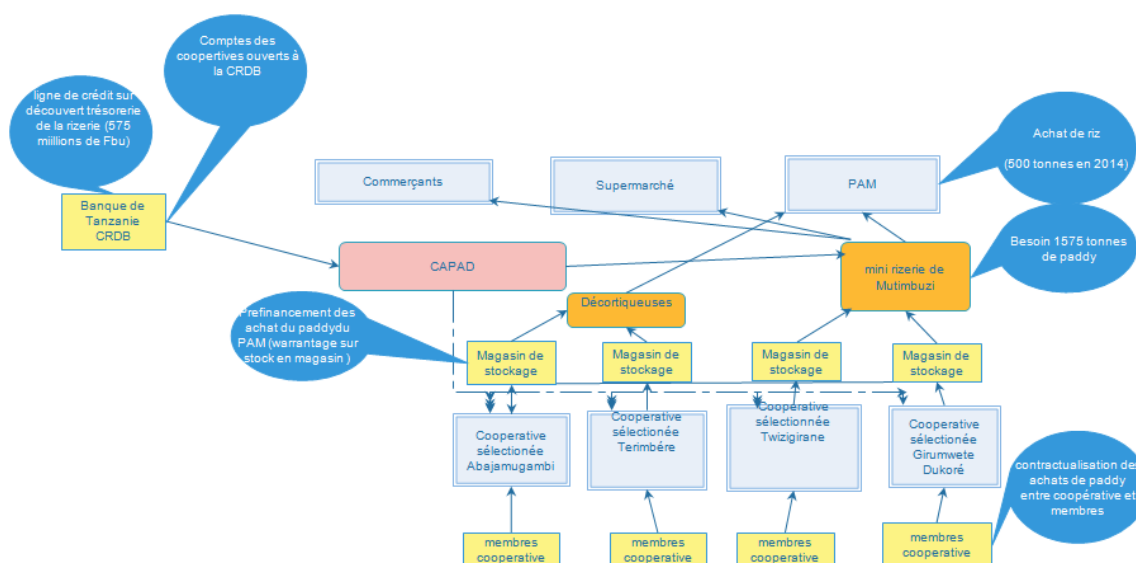 Comptes des
coopertives ouverts à
la CRDB
ligne de crédit sur
découvert trésorerie
de la rizerie (575
miillions de Fbu)
Achat de riz
(500 tonnes en 2014)
Commerçants
Supermarché
PAM
Banque de
Tanzanie
CRDB
CAPAD
mini rizerie de
Mutimbuzi
Besoin 1575 tonnes
de paddy
Décortiqueuses
Prefinancement des
achat du paddydu
PAM (warrantage sur
stock en magasin )
Magasin de
stockage
Magasin de
stockage
Magasin de
stockage
Magasin de
stockage
Cooperative
sélectionée
Abajamugambi
Cooperative
sélectionée
Terimbére
Cooperative
sélectionnée
Twizigirane
Cooperative
sélectionée
Girumwete
Dukoré
contractualisation des
achats de paddy
entre coopérative et
membres
membres
cooperative
membres
cooperative
membres
cooperative
membres
cooperative